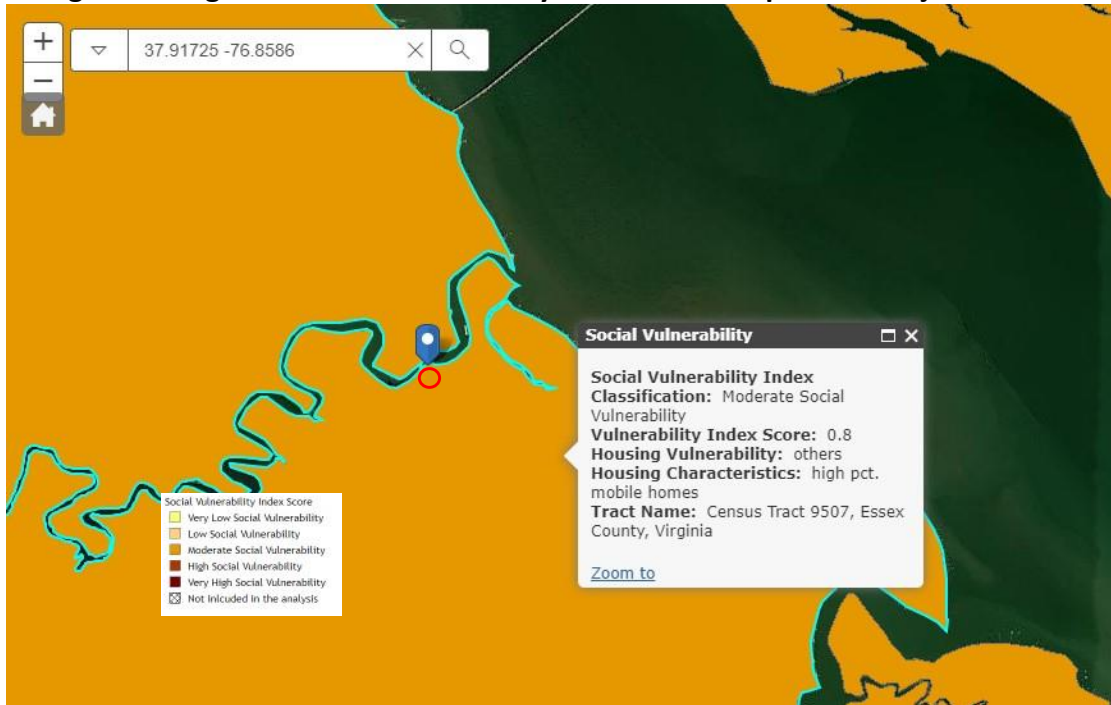 +
37.91725 -76.8586
−
Social Vulnerability
Social Vulnerability Index
Classification: Moderate Social
Vulnerability
Vulnerability Index Score: 0.8
Housing Vulnerability: others
Housing Characteristics: high pct.
mobile homes
Tract Name: Census Tract 9507, Essex
County, Virginia
Zoom to
Social Vulnerability Index Score
Very Low Social Vulnerability
Low Social Vulnerability
Moderate Social Vulnerability
High Social Vulnerability
Very High Social Vulnerability
Not Inlcuded in the analysis